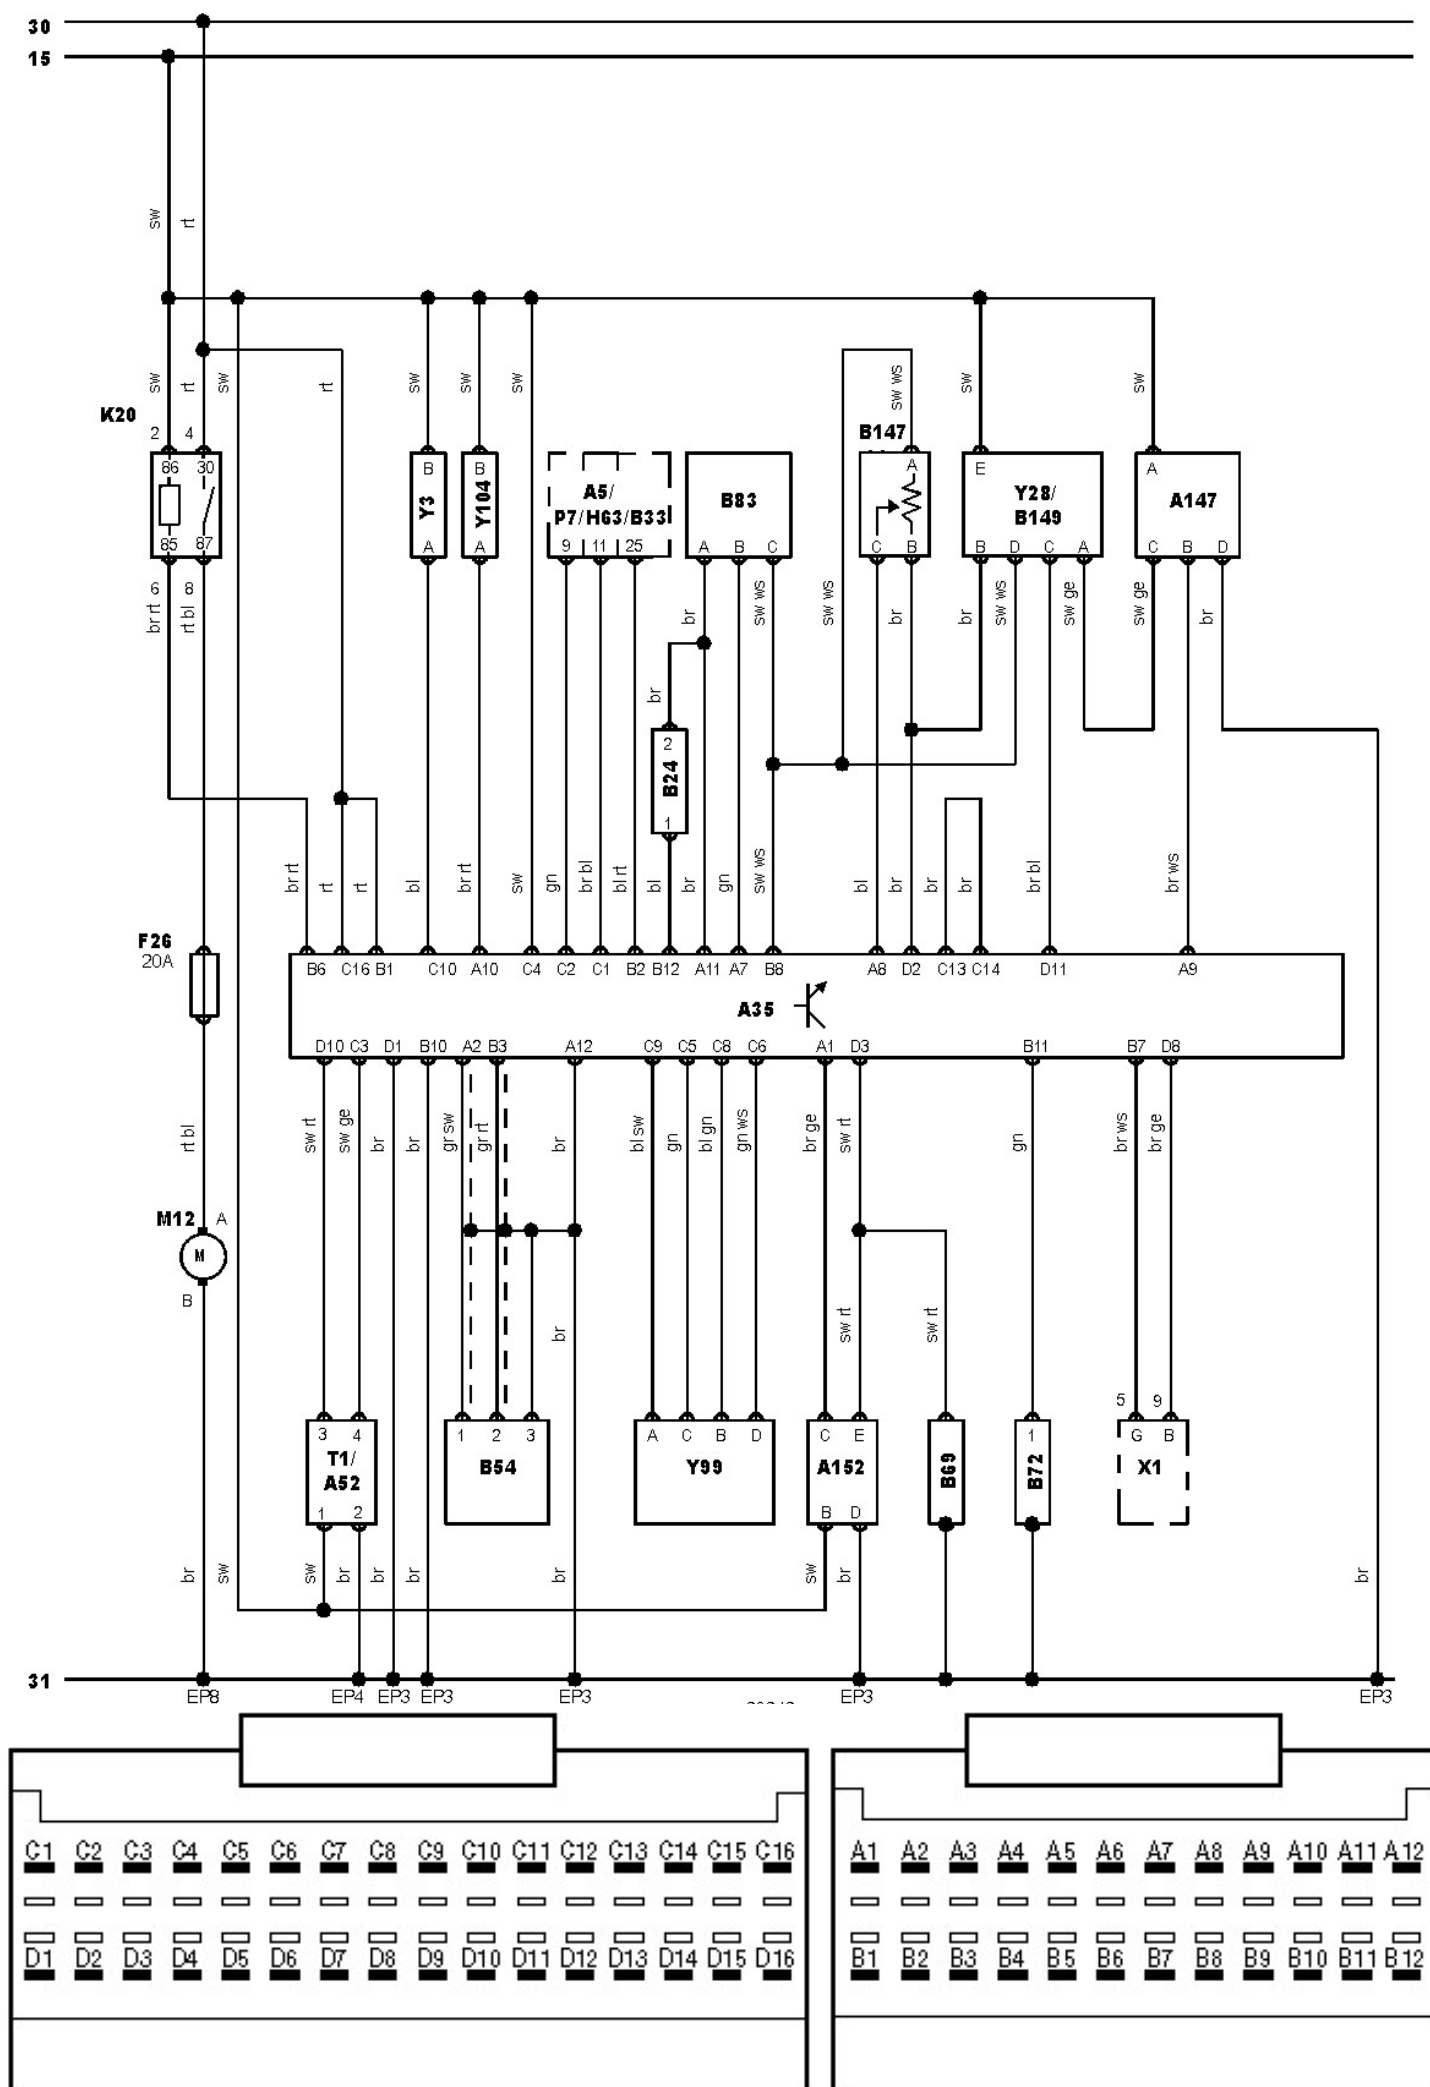 30
15
sw rt
sw rt sw rt sw sw sw sw ws sw sw
K20
2 4
B147
86 30 B B A E A
Y3 Y104 A5/ P7/H63/B33 B83 Y28/ B149 A147
85 87 A A 9 11 25 A B C C B B D C A C B D
6 8
br rt rt bl br sw ws sw ws br br sw ws sw ge sw ge br
br
2
B24
1
br rt rt rt bl br rt sw gn br bl bl rt bl br gn sw ws bl br br br br bl br ws
F26
20A
B6 C16 B1 C10 A10 C4 C2 C1 B2 B12 A11 A7 B8 A8 D2 C13 C14 D11 A9
A35
D10 C3 D1 B10 A2 B3 A12 C9 C5 C8 C6 A1 D3 B11 B7 D8
rt bl sw rt sw ge br br gr sw gr rt br bl sw gn bl gn gn ws br ge sw rt gn br ws br ge
M12 A
M
B
br sw rt sw rt
5 9
3 4 1 2 3 A C B D C E 1 G B
T1/ A52 B54 Y99 A152 B69 B72 X1
1 2 B D
br sw sw br br br br sw br br
31
EP8 EP4 EP3 EP3 EP3 EP3 EP3
C1 C2 C3 C4 C5 C6 C7 C8 C9 C10 C11 C12 C13 C14 C15 C16 A1 A2 A3 A4 A5 A6 A7 A8 A9 A10 A11 A12
D1 D2 D3 D4 D5 D6 D7 D8 D9 D10 D11 D12 D13 D14 D15 D16 B1 B2 B3 B4 B5 B6 B7 B8 B9 B10 B11 B12